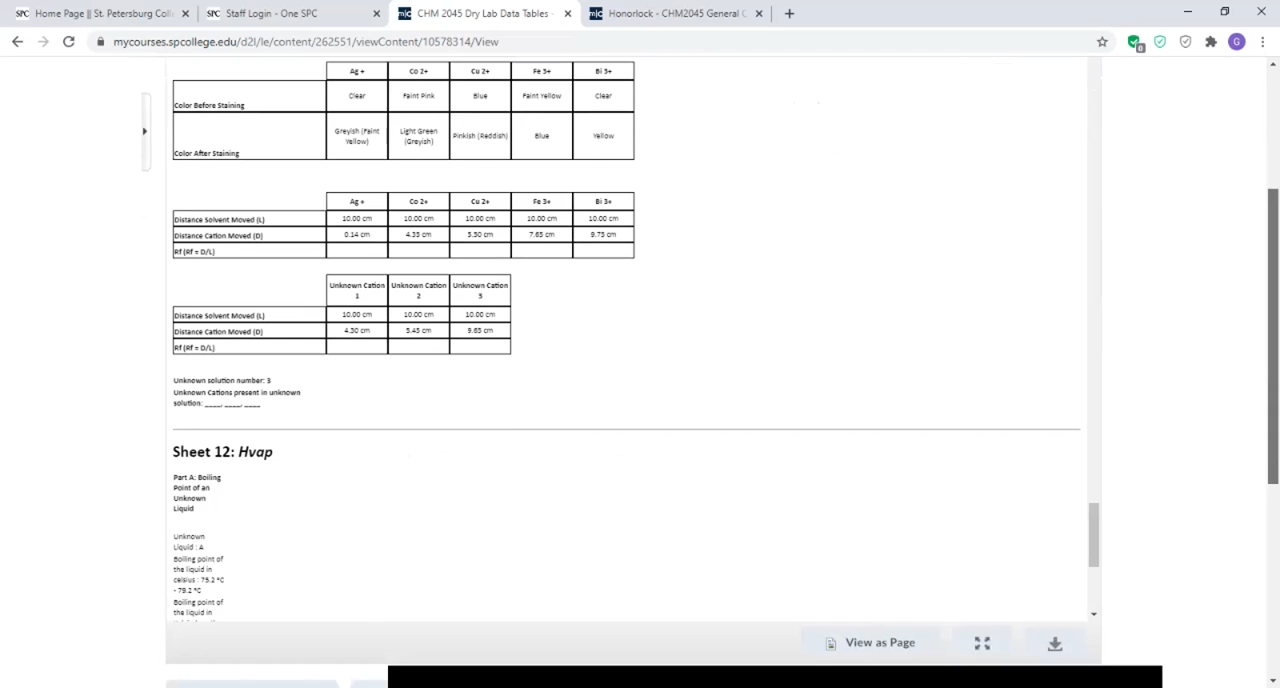 Home Page || St. Petersburg Coll
Staff Login - One SPC
CHM 2045 Dry Lab Data Tables -
Honorlock - CHM2045 General C
mycourses.spcollege.edu/d2l/le/content/262551/viewContent/10578314/View
Ag + Co 2+ Cu 2+ Fe 3+ Bi 3+
Color Before Staining Clear Faint Pink Blue Faint Yellow Clear
Color After Staining Greyish (Faint Yellow) Light Green (Greyish) Pinkish (Reddish) Blue Yellow
Ag + Co 2+ Cu 2+ Fe 3+ Bi 3+
Distance Solvent Moved (L) 10.00 cm 10.00 cm 10.00 cm 10.00 cm 10.00 cm
Distance Cation Moved (D) 0.14 cm 4.35 cm 5.50 cm 7.65 cm 9.75 cm
Rf (Rf = D/L)
Unknown Cation 1 Unknown Cation 2 Unknown Cation 3
Distance Solvent Moved (L) 10.00 cm 10.00 cm 10.00 cm
Distance Cation Moved (D) 4.30 cm 5.45 cm 9.65 cm
Rf (Rf = D/L)
Unknown solution number: 3
Unknown Cations present in unknown
solution: ____, ____, ____
Sheet 12: Hvap
Part A: Boiling
Point of an
Unknown
Liquid
Unknown
Liquid : A
Boiling point of
the liquid in
celsius : 75.2 °C
- 79.2 °C
Boiling point of
the liquid in
View as Page